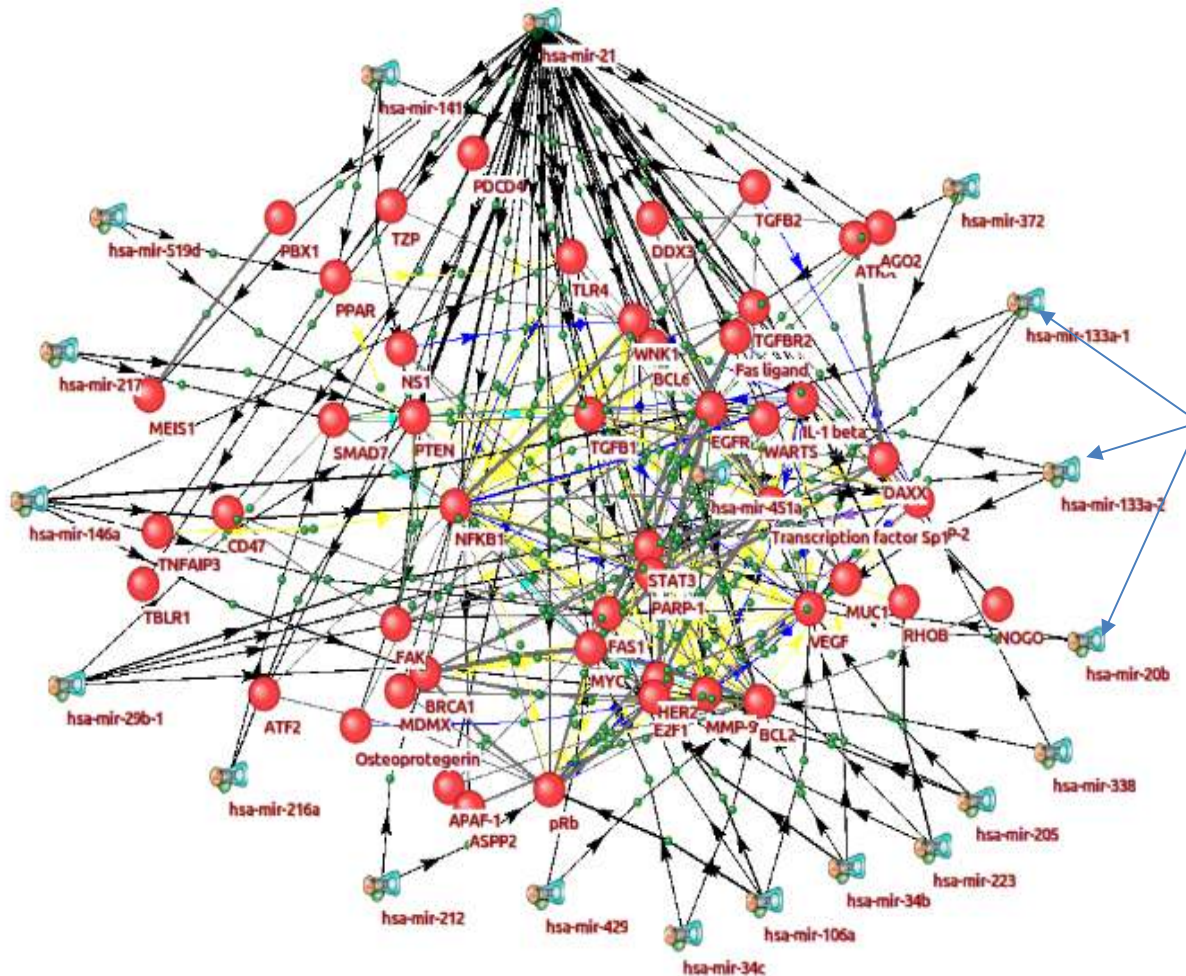 hsa-mir-21
hsa-mir-141
PDCD4
TGFB2
hsa-mir-372
hsa-mir-519d
PBX1
TZP
DDX3
AGO2
TLR4
PPAR
hsa-mir-133a-1
WNK1
TGFBR2
hsa-mir-217
NS1
BCL6
Fas ligand
MEIS1
SMAD7
PTEN
TGFB1
EGFR
IL-1 beta
WARTS
DAXX
hsa-mir-133a-2
hsa-mir-451a
hsa-mir-146a
CD47
NFKB1
Transcription factor Sp1
P-2
TNFAIP3
STAT3
TBLR1
PARP-1
MUC1
RHOB
NOGO
VEGF
FAK
FAS1
hsa-mir-20b
MYC
hsa-mir-29b-1
ATF2
BRCA1
MDMX
HER2
E2F1
MMP-9
BCL2
Osteoprotegerin
hsa-mir-216a
hsa-mir-338
APAF-1
pRb
ASPP2
hsa-mir-205
hsa-mir-223
hsa-mir-34b
hsa-mir-212
hsa-mir-429
hsa-mir-106a
hsa-mir-34c